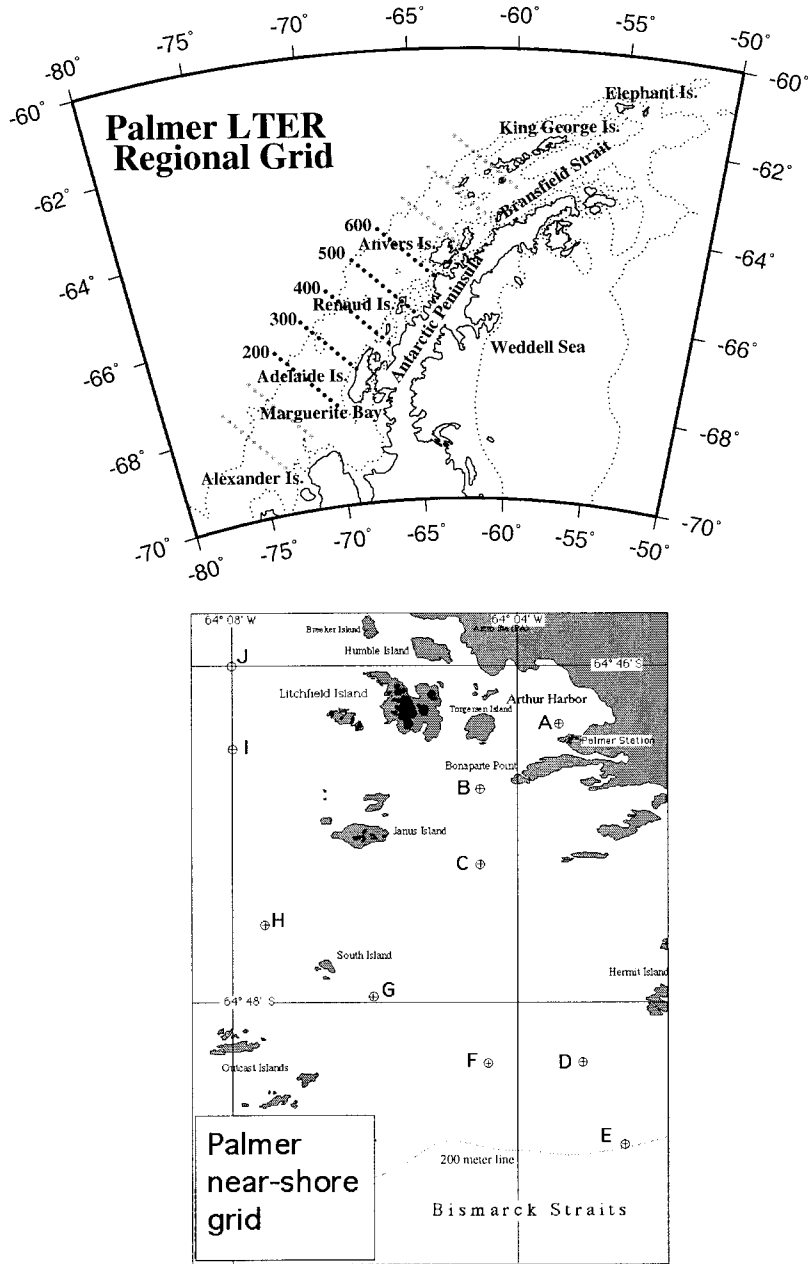 -80° -75° -70° -65° -60° -55° -50°
-60° -60°
Elephant Is.
Palmer LTER
Regional Grid
King George Is.
-62° -62°
Bransfield Strait
600
Anvers Is.
500
-64° -64°
400
Renaud Is.
Antarctic Peninsula
300
Weddell Sea
200
-66° -66°
Adelaide Is.
Marguerite Bay
-68° -68°
Alexander Is.
-70° -70°
-80° -75° -70° -65° -60° -55° -50°
64° 08' W 64° 04' W
Humble Island
J
64° 46' S
Litchfield Island
Arthur Harbor
Torgersen Island
A
Palmer Station
I
Bonaparte Point
B
Janus Island
C
H
South Island
Hermit Island
G
64° 48' S
F D
Outcast Islands
E
200 meter line
Palmer
near-shore
grid
Bismarck Straits